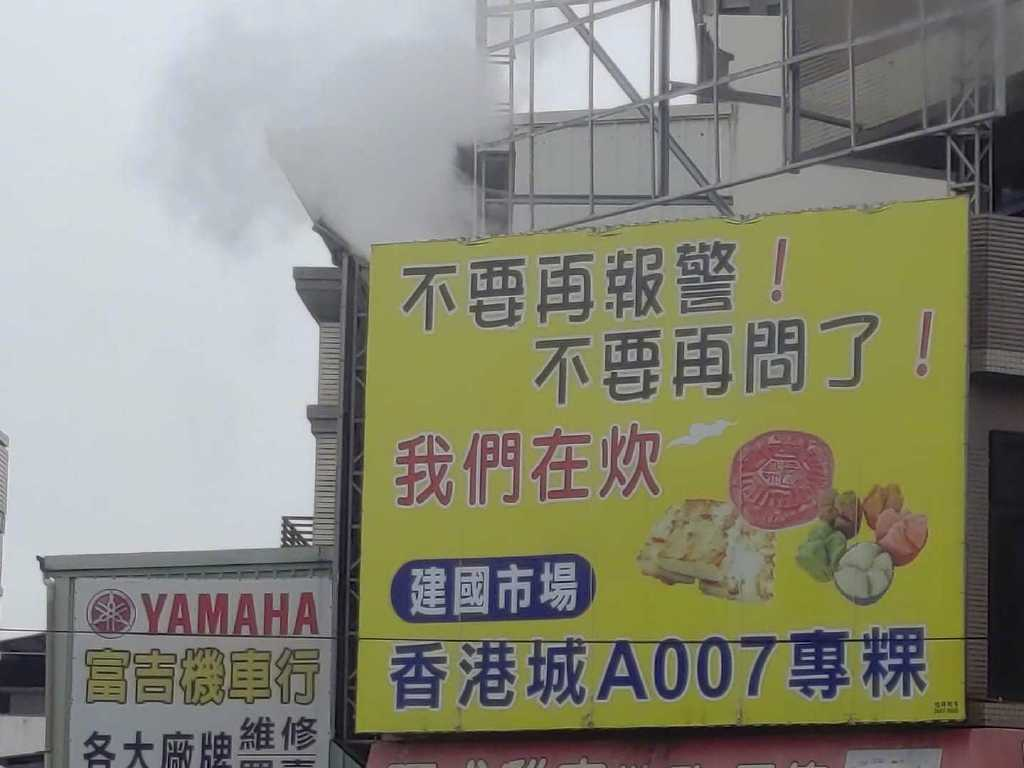 不要再報警！
不要再問了！
我們在炊
建國市場
香港城A007專粿
YAMAHA
富吉機車行
各大廠牌
維修
買賣